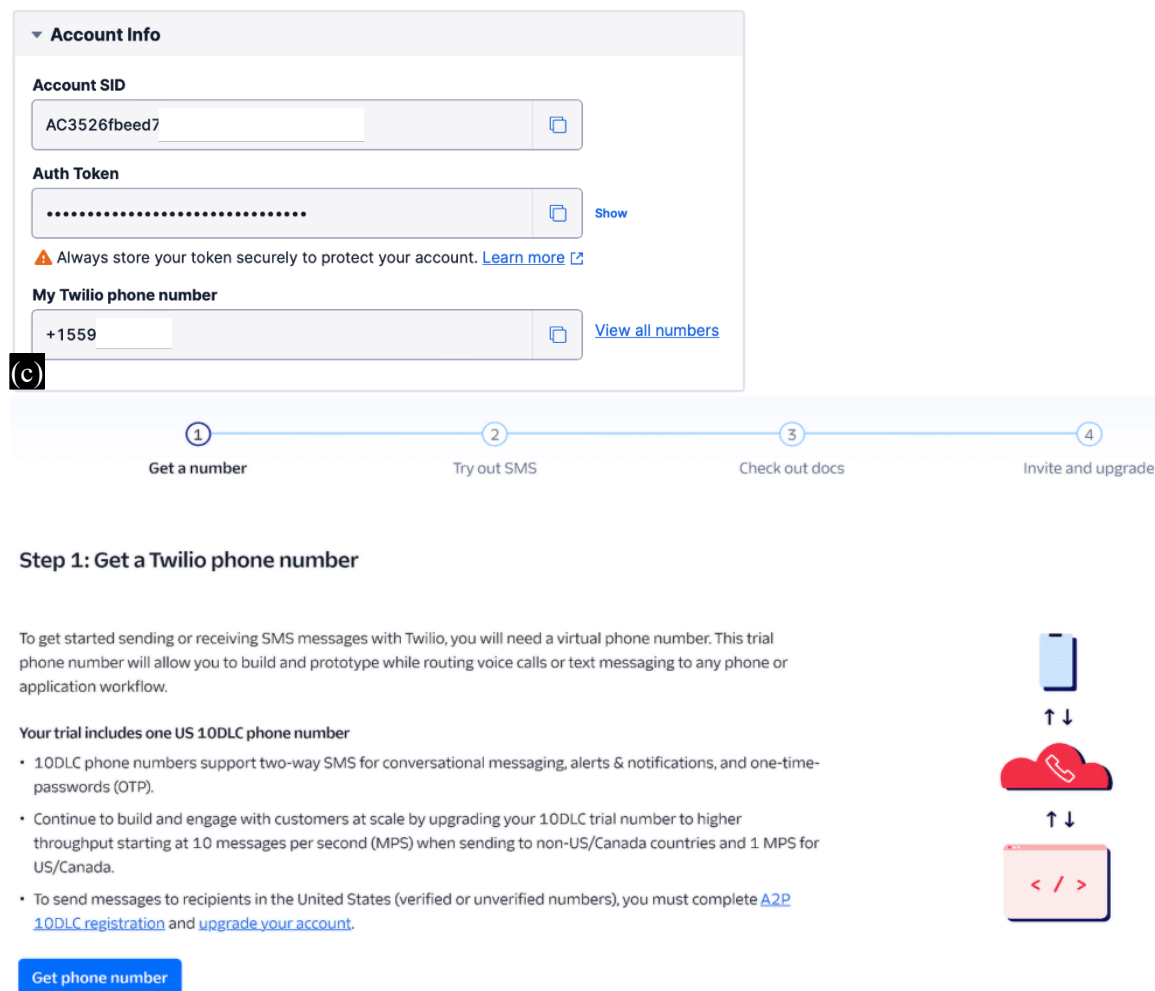 Account Info
Account SID
AC3526fbeed7
Auth Token
••••••••••••••••••••••••••••••••
Show
Always store your token securely to protect your account. Learn more
My Twilio phone number
+1559
View all numbers
(c)
1 2 3 4
Get a number Try out SMS Check out docs Invite and upgrade
Step 1: Get a Twilio phone number
To get started sending or receiving SMS messages with Twilio, you will need a virtual phone number. This trial
phone number will allow you to build and prototype while routing voice calls or text messaging to any phone or
application workflow.
Your trial includes one US 10DLC phone number
• 10DLC phone numbers support two-way SMS for conversational messaging, alerts & notifications, and one-time-
passwords (OTP).
• Continue to build and engage with customers at scale by upgrading your 10DLC trial number to higher
throughput starting at 10 messages per second (MPS) when sending to non-US/Canada countries and 1 MPS for
US/Canada.
• To send messages to recipients in the United States (verified or unverified numbers), you must complete A2P
10DLC registration and upgrade your account.
< / >
Get phone number